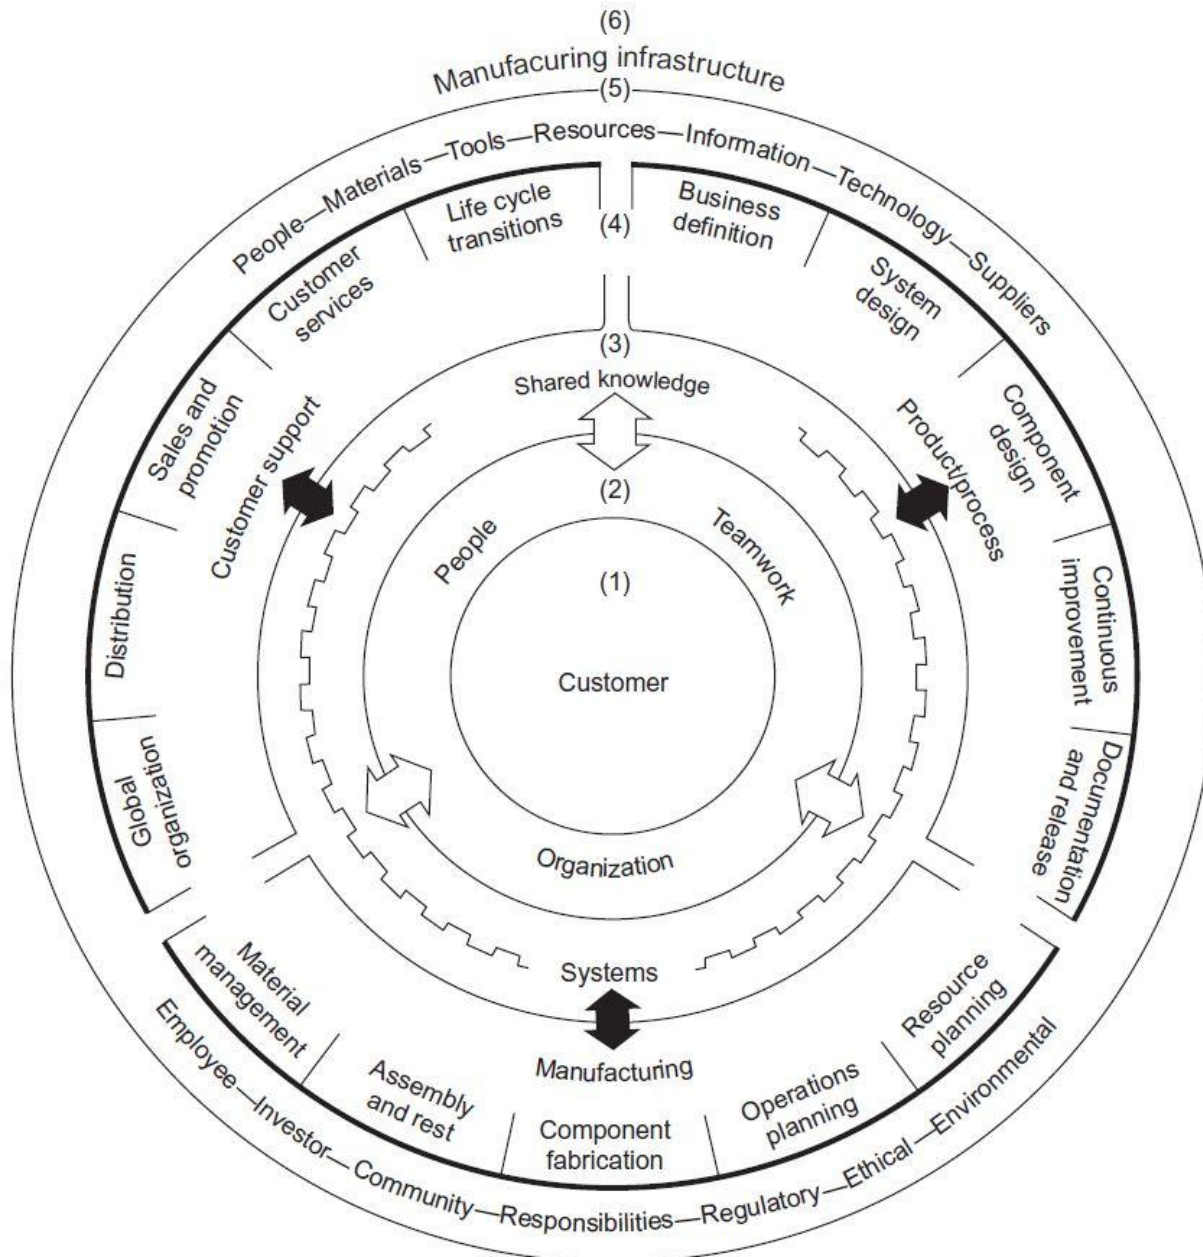 (6)
Manufacuring infrastructure
(5)
People—Materials—Tools—Resources—Information—Technology—Suppliers
Life cycle
transitions
(4)
Business
definition
Customer
services
System
design
(3)
Shared knowledge
Sales and
promotion
Customer support
Product/process
Component
design
(2)
People
Teamwork
(1)
Distribution
Continuous
improvement
Customer
Global
organization
Documentation
and release
Organization
Systems
Material
management
Resource
planning
Manufacturing
Assembly
and rest
Operations
planning
Component
fabrication
Employee—Investor—Community—Responsibilities—Regulatory—Ethical—Environmental